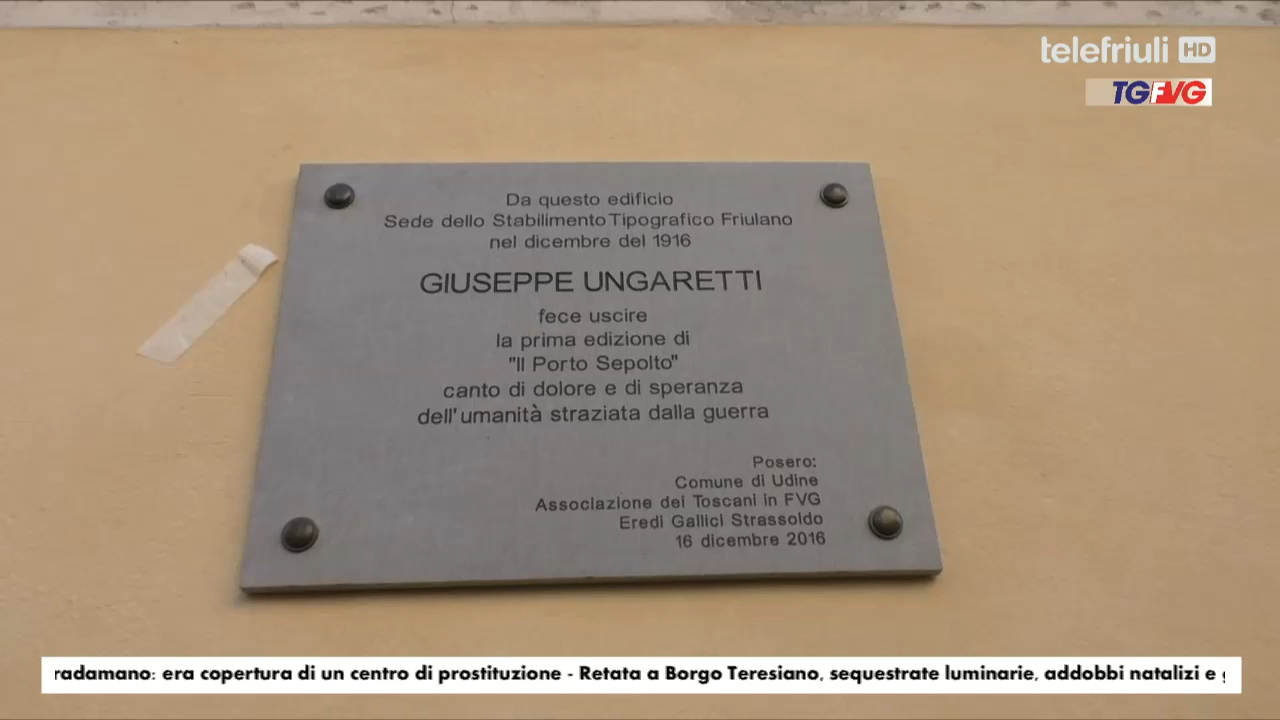 telefriuli HD
TGFVG
Da questo edificio
Sede dello Stabilimento Tipografico Friulano
nel dicembre del 1916
GIUSEPPE UNGARETTI
fece uscire
la prima edizione di
"Il Porto Sepolto"
canto di dolore e di speranza
dell'umanità straziata dalla guerra
Posero:
Comune di Udine
Associazione dei Toscani in FVG
Eredi Gallici Strassoldo
16 dicembre 2016
radamano: era copertura di un centro di prostituzione - Retata a Borgo Teresiano, sequestrate luminarie, addobbi natalizi e